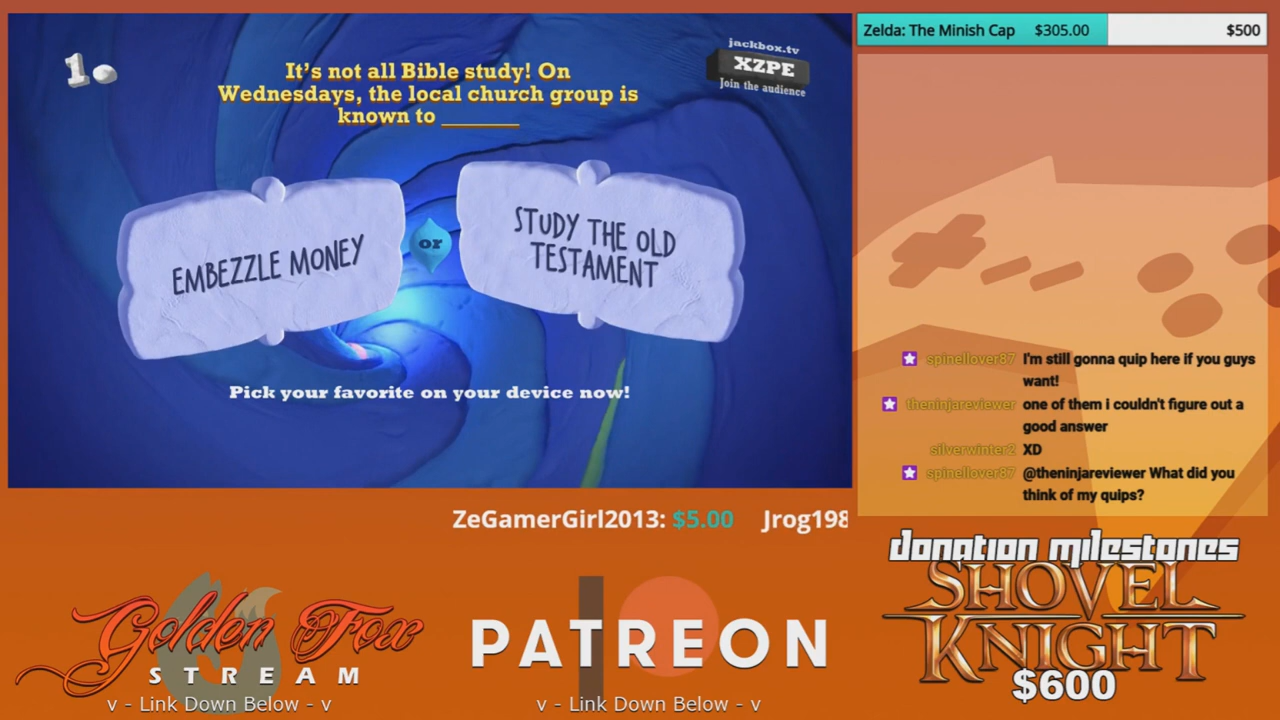 Zelda: The Minish Cap $305.00 $500
10
It's not all Bible study! On
Wednesdays, the local church group is
known to ______
jackbox.tv
XZPE
Join the audience
EMBEZZLE MONEY
or
STUDY THE OLD
TESTAMENT
Pick your favorite on your device now!
spinellover87 I'm still gonna quip here if you guys
want!
theninjareviewer one of them i couldn't figure out a
good answer
silverwinter2 XD
spinellover87 @theninjareviewer What did you
think of my quips?
ZeGamerGirl2013: $5.00 Jrog198
Golden Fox
STREAM
v - Link Down Below - v
PATREON
v - Link Down Below - v
donation milestones
SHOVEL
KNIGHT
$600